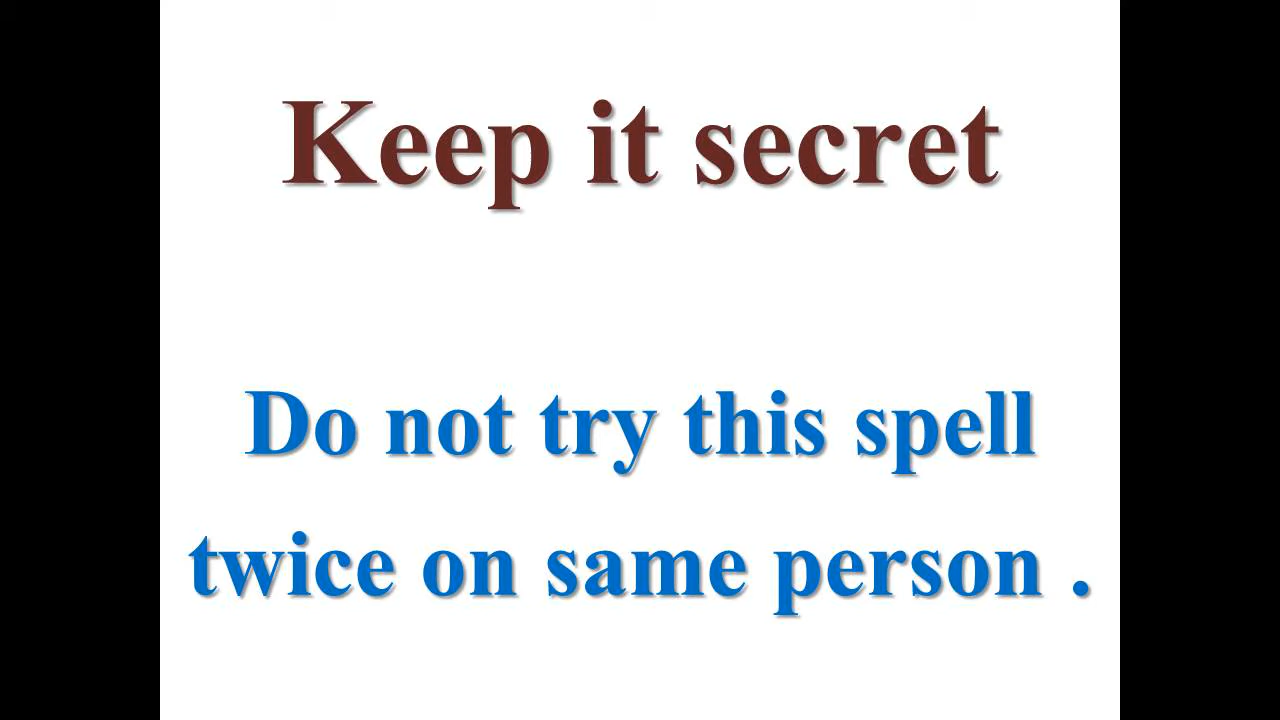 Keep it secret
Do not try this spell
twice on same person .